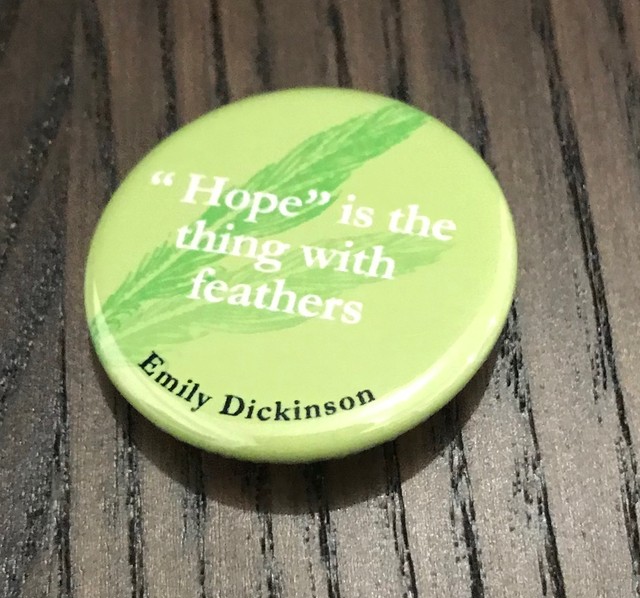 “ Hope” is the
thing with
feathers
Emily Dickinson